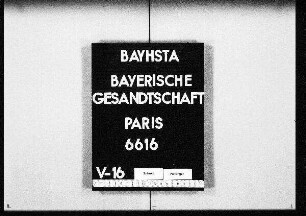 BAYHSTA
BAYERISCHE
GESANDTSCHAFT
PARIS
6616
V-16